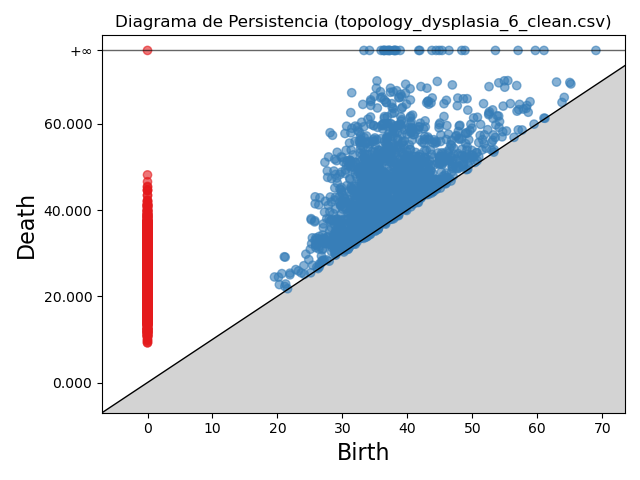 Diagrama de Persistencia (topology_dysplasia_6_clean.csv)
+∞
60.000
40.000
20.000
0.000
Death
0 10 20 30 40 50 60 70
Birth